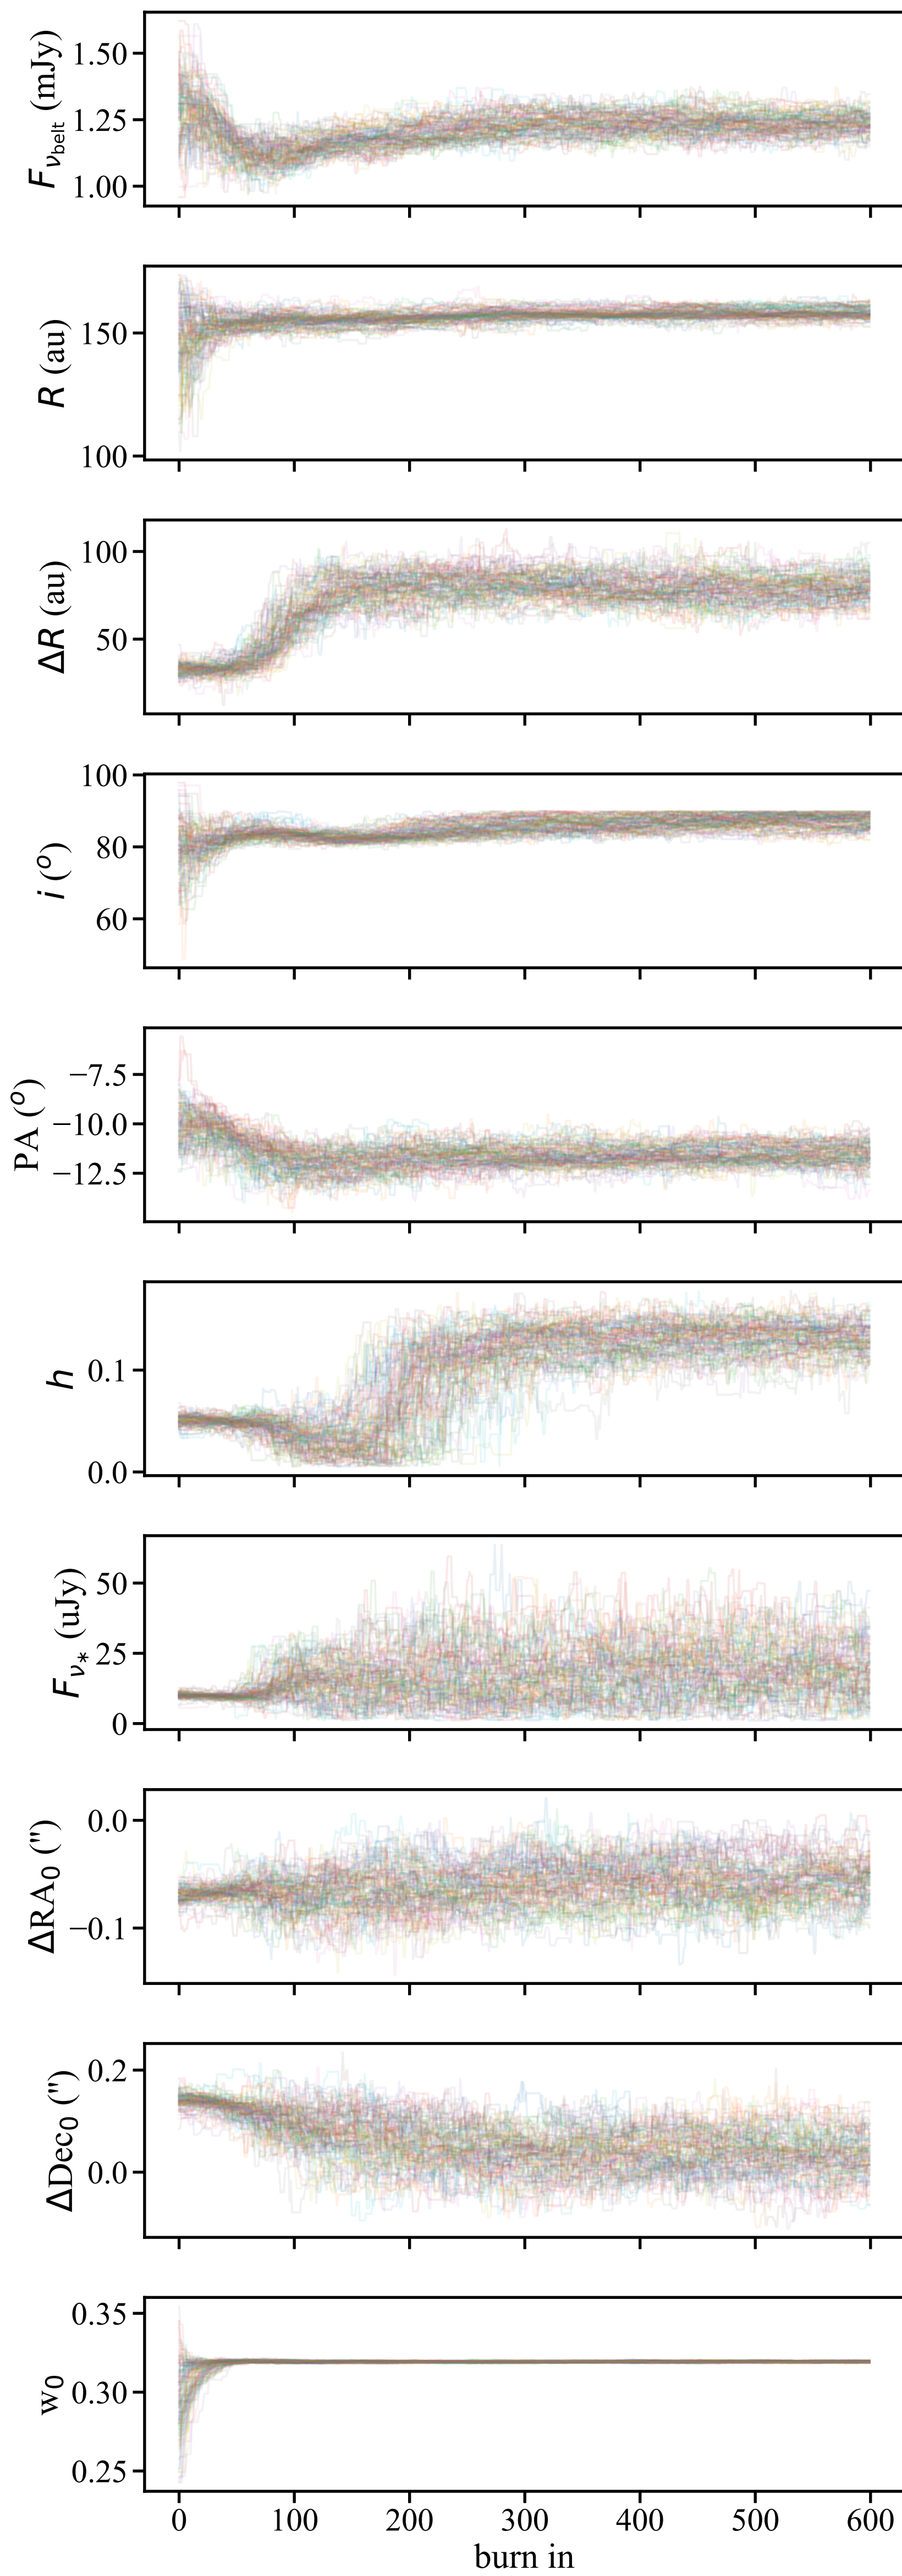 F_νbelt (mJy)
1.50
1.25
1.00
R (au)
150
100
ΔR (au)
100
50
i (°)
100
80
60
PA (°)
−7.5
−10.0
−12.5
h
0.1
0.0
F_ν* (uJy)
50
25
0
ΔRA₀ (")
0.0
−0.1
ΔDec₀ (")
0.2
0.0
w₀
0.35
0.30
0.25
0 100 200 300 400 500 600
burn in